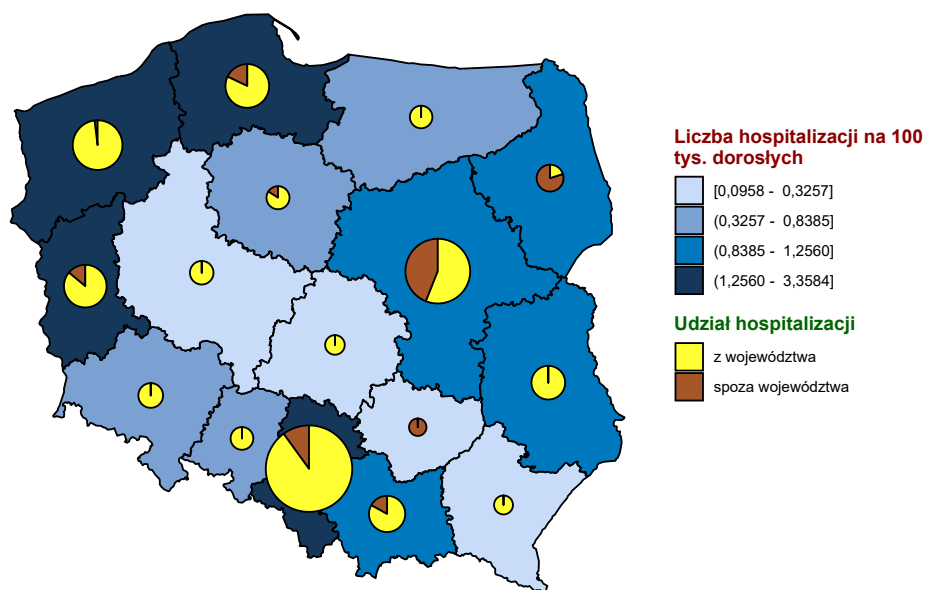 Liczba hospitalizacji na 100
tys. dorosłych
[0,0958 - 0,3257]
(0,3257 - 0,8385]
(0,8385 - 1,2560]
(1,2560 - 3,3584]
Udział hospitalizacji
z województwa
spoza województwa